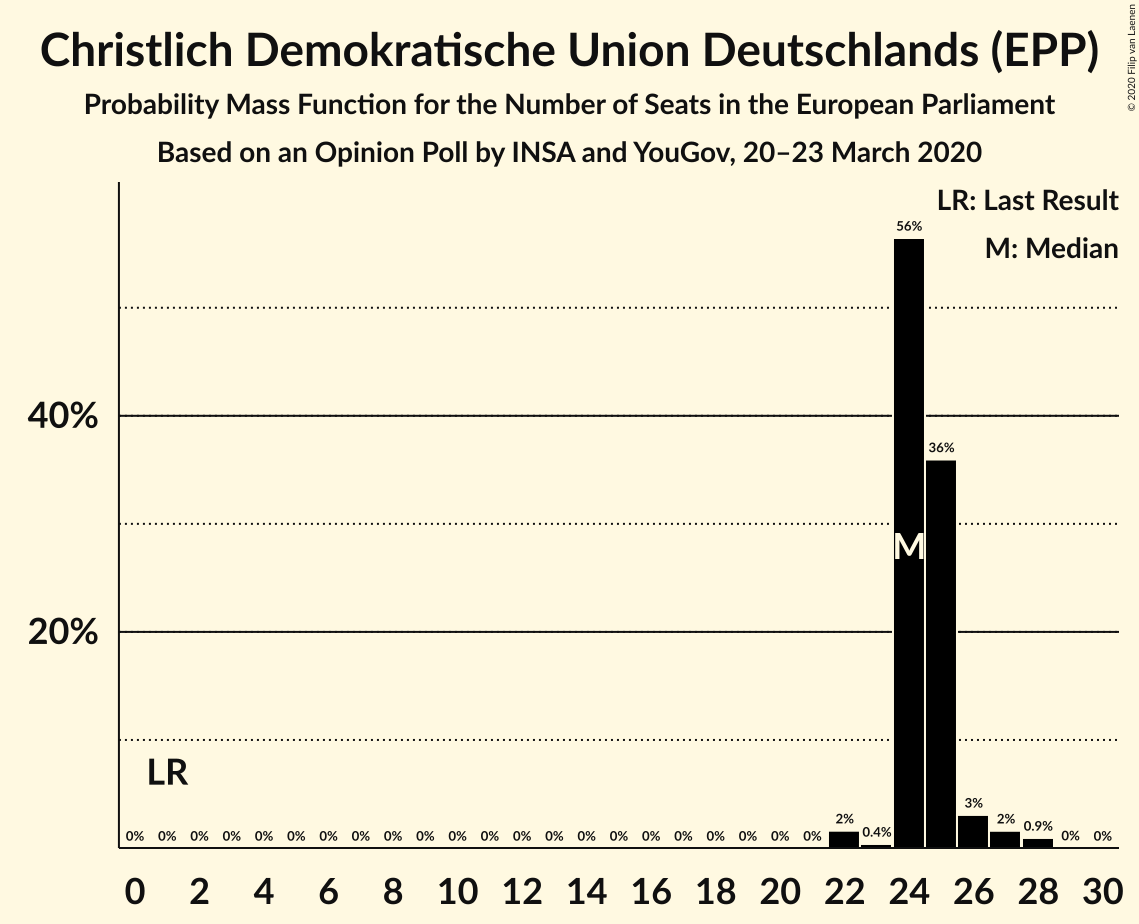 Christlich Demokratische Union Deutschlands (EPP)
Probability Mass Function for the Number of Seats in the European Parliament
Based on an Opinion Poll by INSA and YouGov, 20–23 March 2020
© 2020 Filip van Laenen
LR: Last Result
M: Median
56%
40%
36%
M
20%
LR
0% 0% 0% 0% 0% 0% 0% 0% 0% 0% 0% 0% 0% 0% 0% 0% 0% 0% 0% 0% 0% 0% 2% 0.4% 3% 2% 0.9% 0% 0%
0 2 4 6 8 10 12 14 16 18 20 22 24 26 28 30